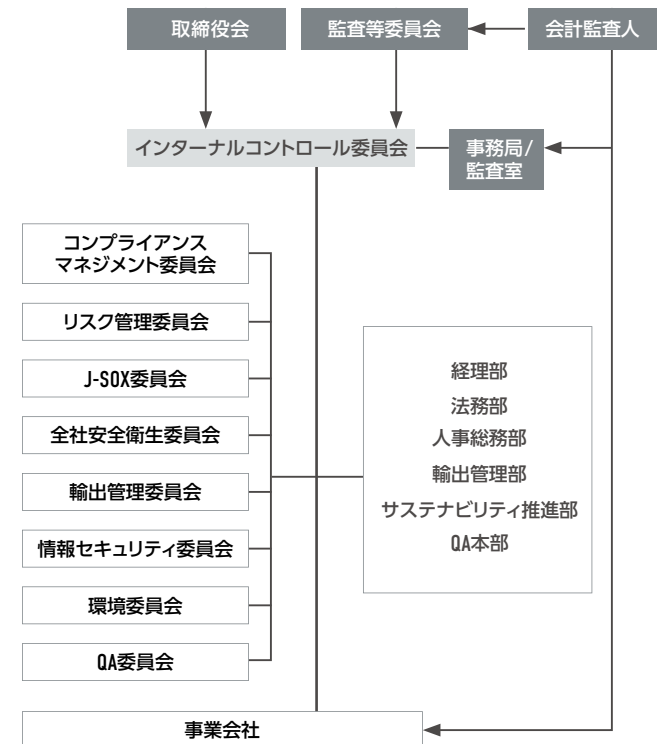 取締役会
監査等委員会
会計監査人
インターナルコントロール委員会
事務局/
監査室
コンプライアンス
マネジメント委員会
リスク管理委員会
J-SOX委員会
全社安全衛生委員会
輸出管理委員会
情報セキュリティ委員会
環境委員会
QA委員会
経理部
法務部
人事総務部
輸出管理部
サステナビリティ推進部
QA本部
事業会社